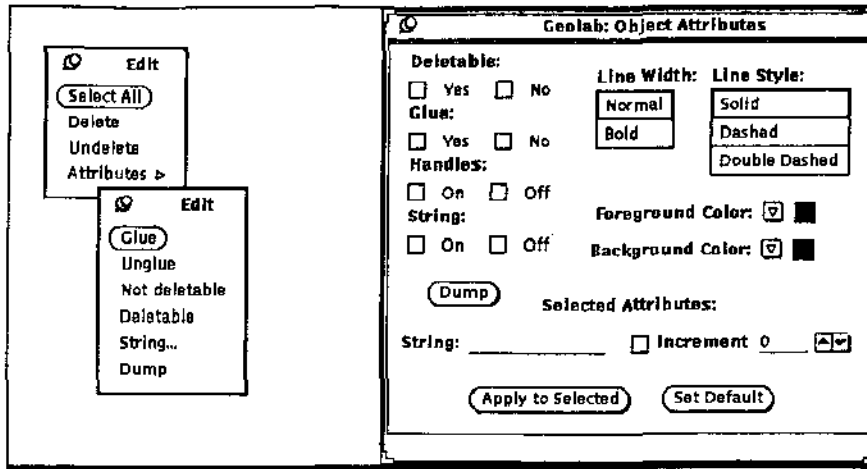 Edit
Select All
Delete
Undelete
Attributes
Edit
Glue
Unglue
Not deletable
Deletable
String...
Dump
Geolab: Object Attributes
Deletable:
Yes No
Glue:
Yes No
Handles:
On Off
String:
On Off
Line Width:
Normal
Bold
Line Style:
Solid
Dashed
Double Dashed
Foreground Color:
Background Color:
Dump
Selected Attributes:
String: Increment 0
Apply to Selected Set Default